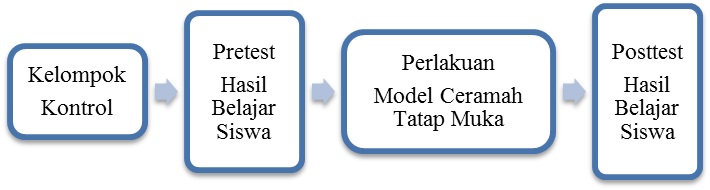 Kelompok
Kontrol
Pretest
Hasil
Belajar
Siswa
Perlakuan
Model Ceramah
Tatap Muka
Posttest
Hasil
Belajar
Siswa